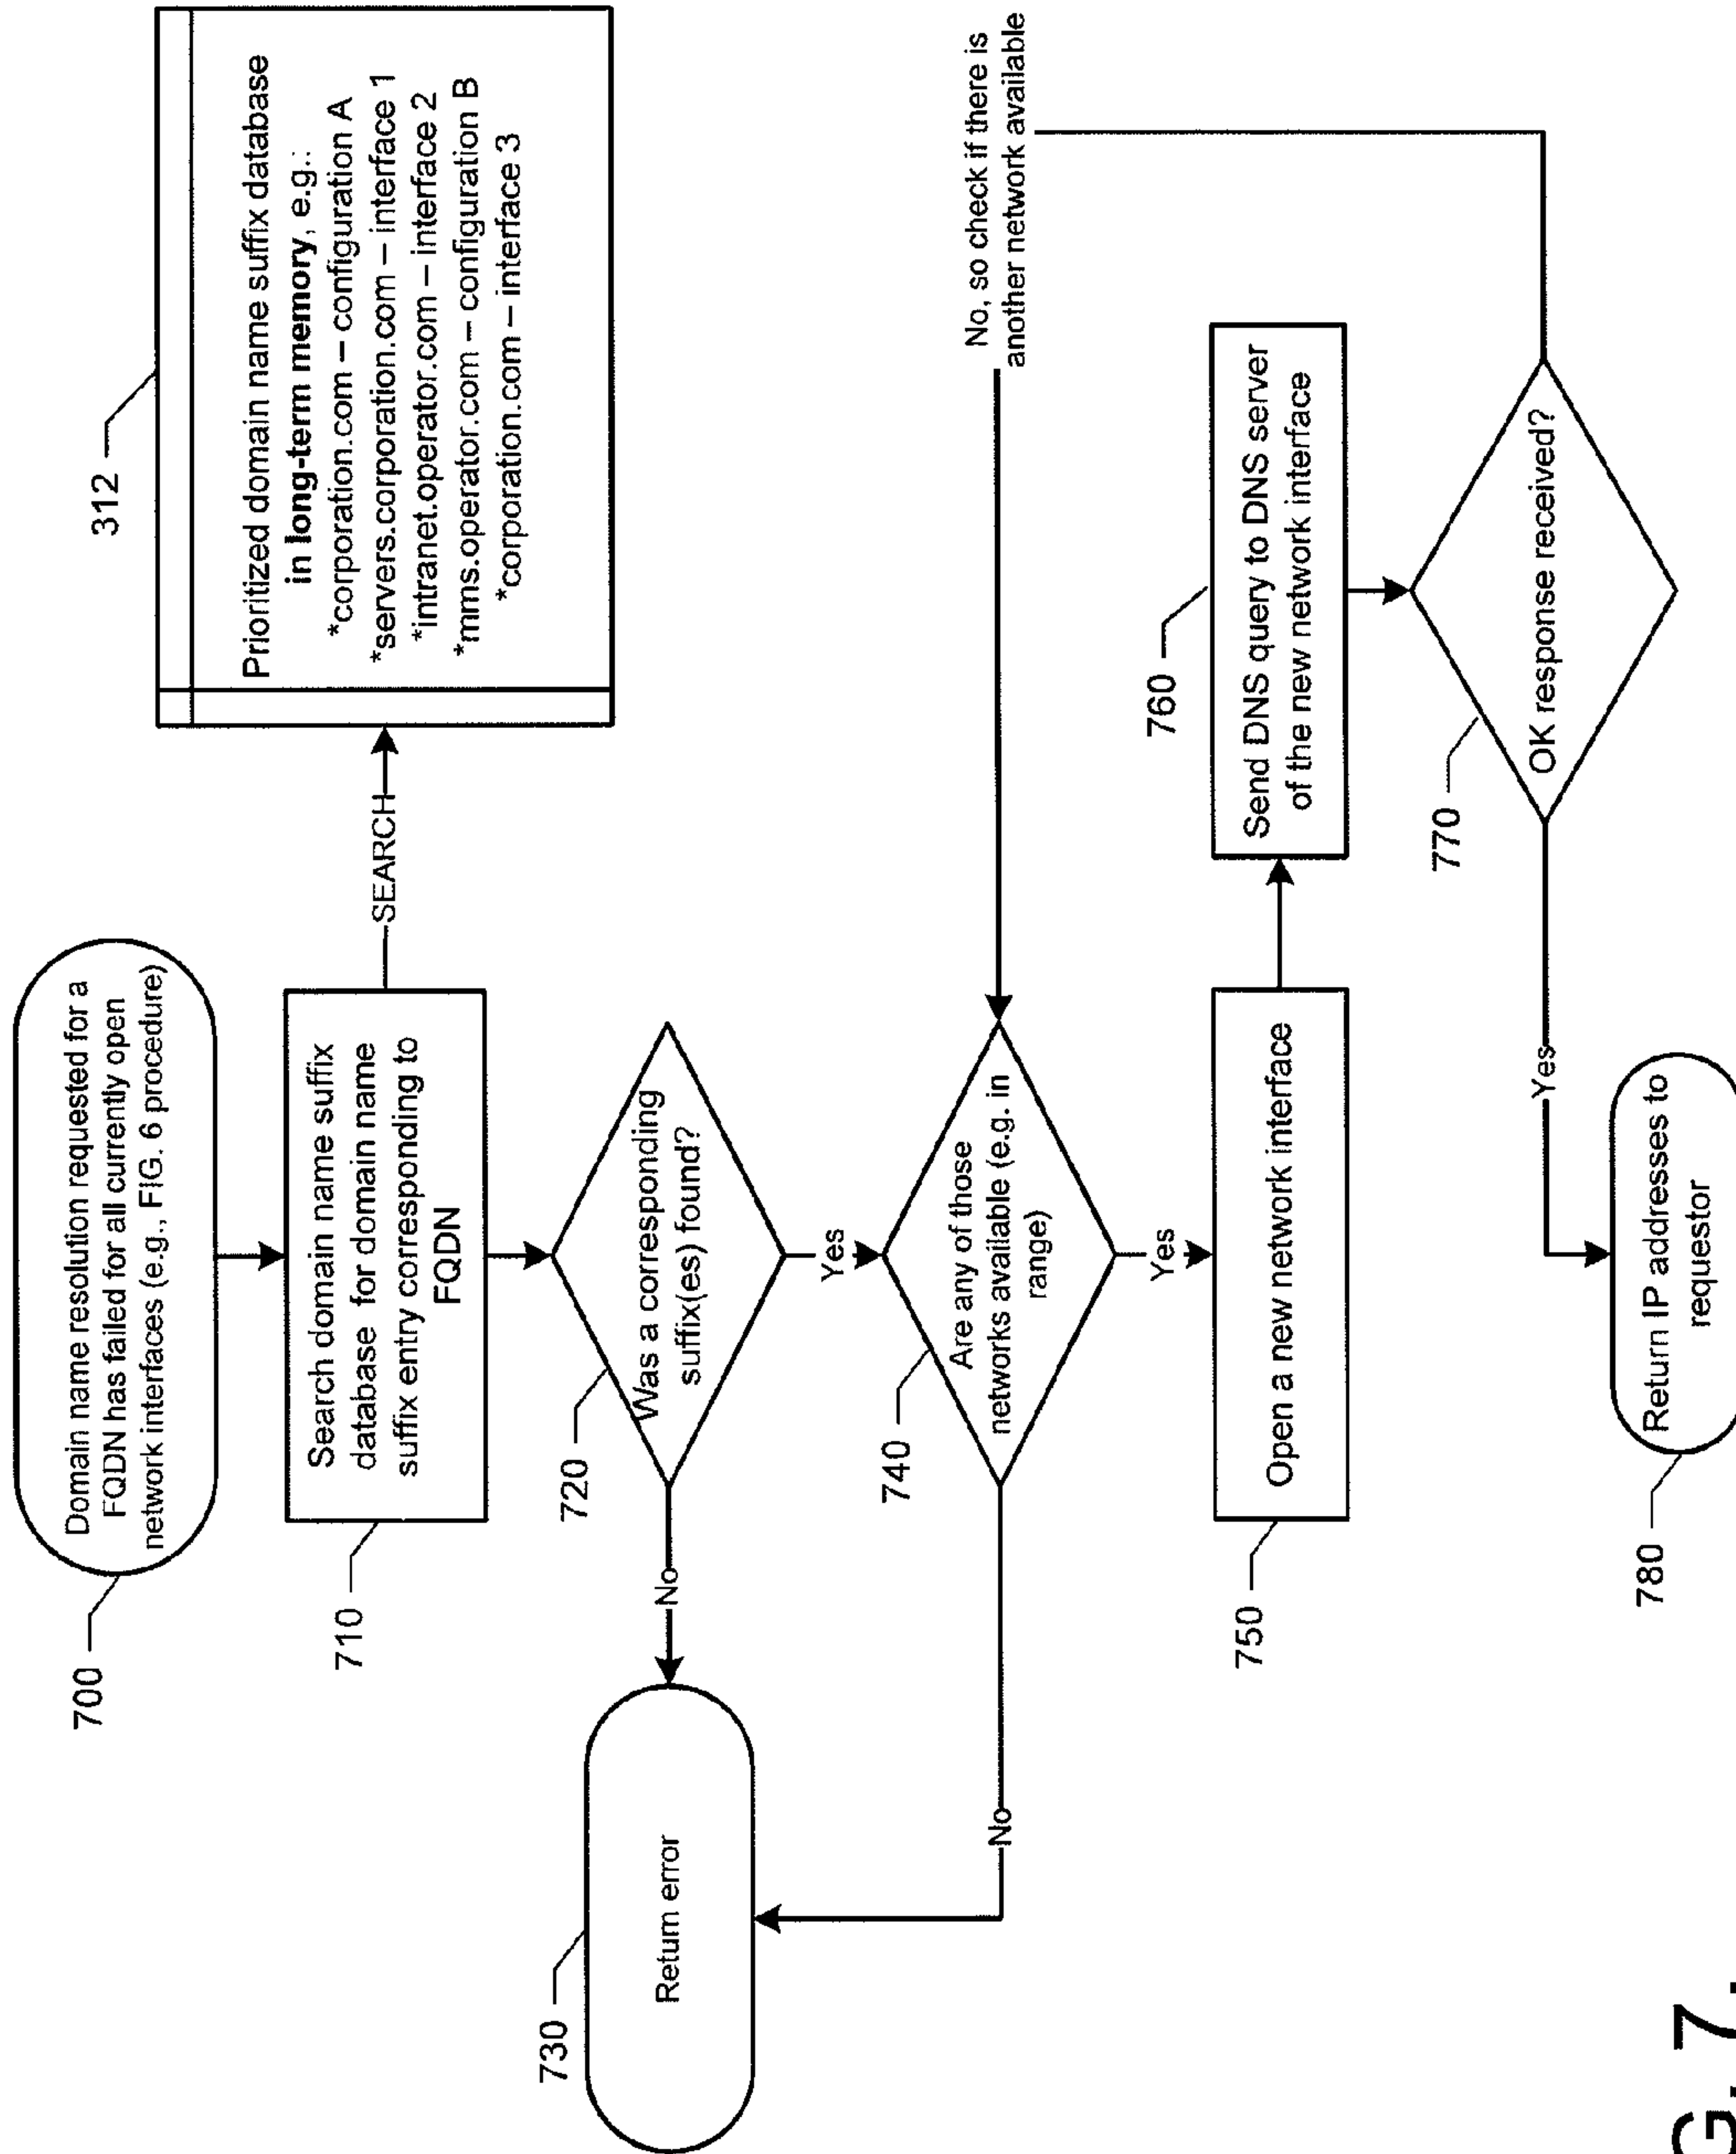 700
Domain name resolution requested for a
FQDN has failed for all currently open
network interfaces (e.g., FIG. 6 procedure)
312
Prioritized domain name suffix database
in long-term memory, e.g.:
*corporation.com – configuration A
*servers.corporation.com – interface 1
*intranet.operator.com – interface 2
*mms.operator.com – configuration B
*corporation.com – interface 3
710
Search domain name suffix
database for domain name
suffix entry corresponding to
FQDN
SEARCH
720
Was a corresponding
suffix(es) found?
No
Yes
730
Return error
740
Are any of those
networks available (e.g. in
range)
No
Yes
No, so check if there is
another network available
750
Open a new network interface
760
Send DNS query to DNS server
of the new network interface
770
OK response received?
Yes
780
Return IP addresses to
requestor
G. 7.